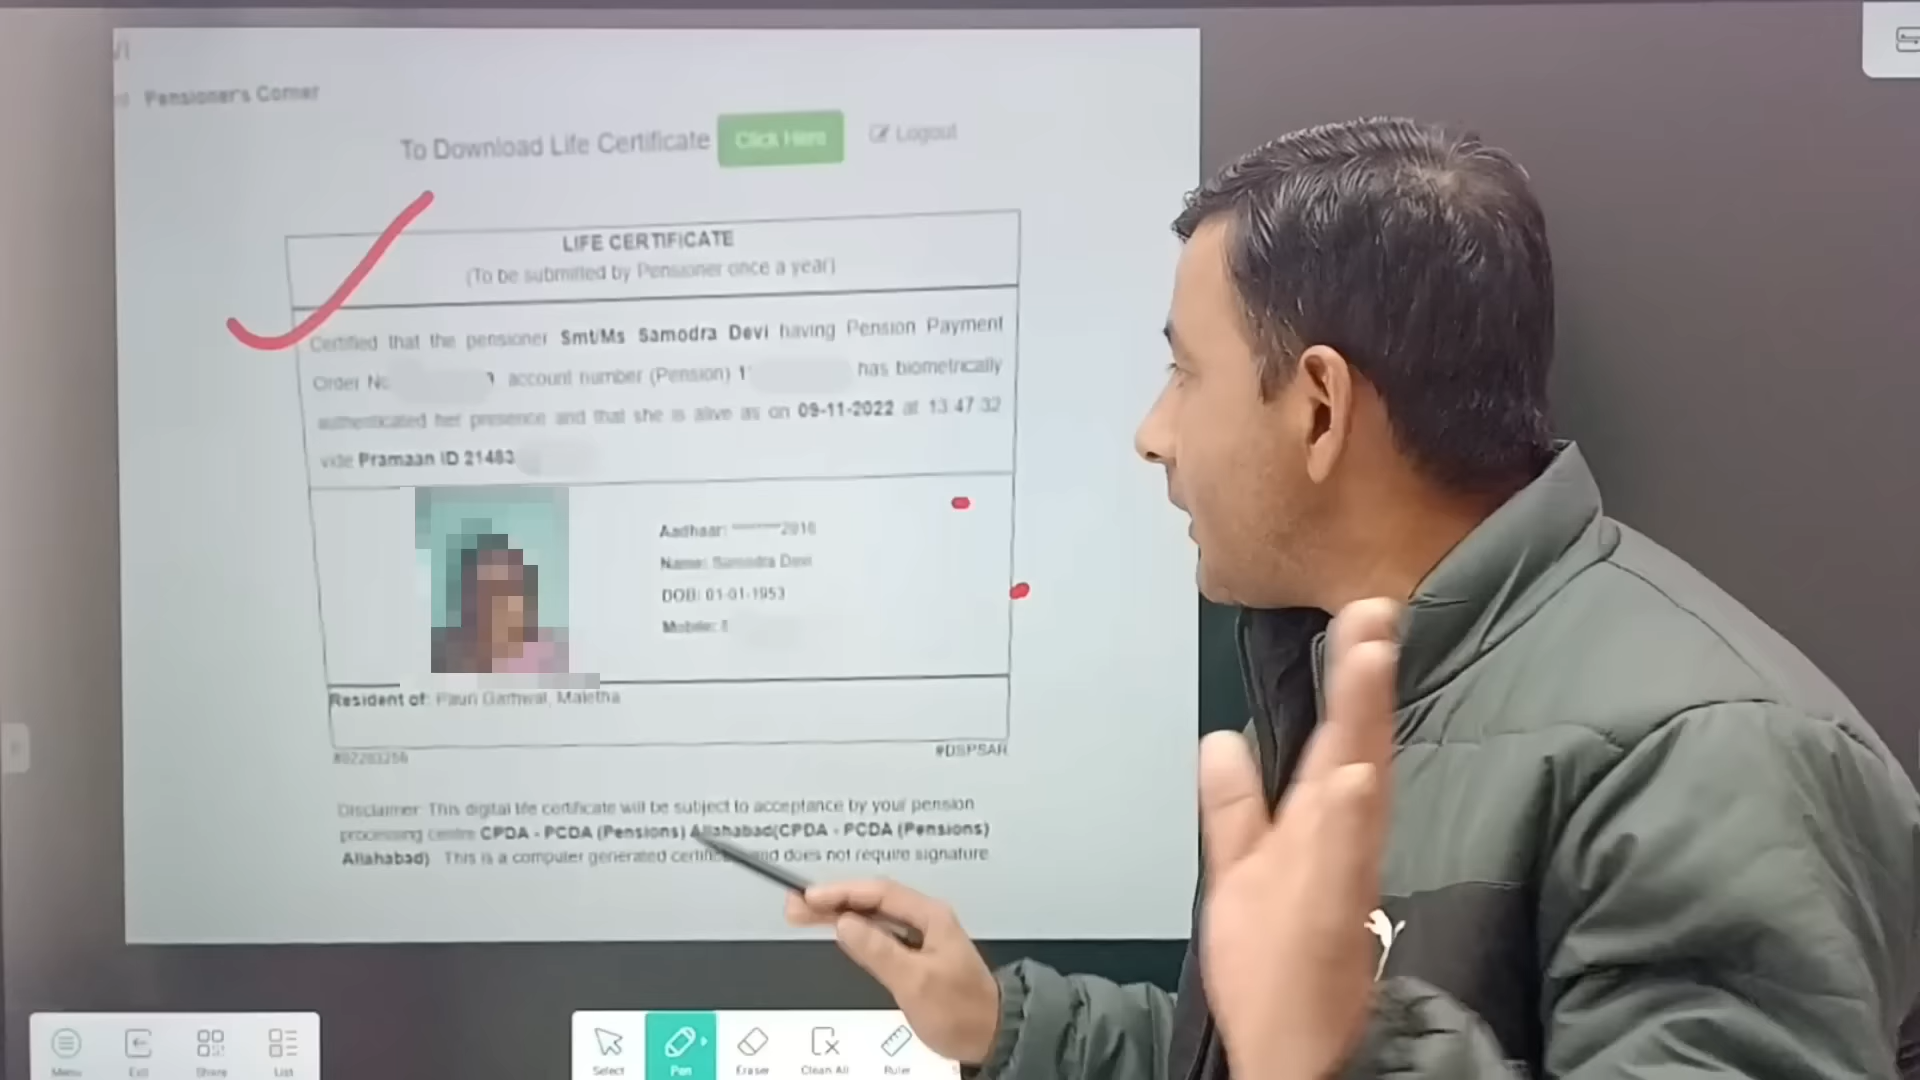 Pensioner's Corner
To Download Life Certificate Click Here Logout
LIFE CERTIFICATE
(To be submitted by Pensioner once a year)
Certified that the pensioner Smt/Ms Samodra Devi having Pension Payment
Order No account number (Pension) 1 has biometrically
authenticated her presence and that she is alive as on 09-11-2022 at 13:47:32
vide Pramaan ID 21483
Aadhaar: ********2916
Name: Samodra Devi
DOB: 01-01-1953
Mobile:
Resident of: Pauri Garhwal, Maletha
#DSPSAR
Disclaimer: This digital life certificate will be subject to acceptance by your pension
processing centre CPDA - PCDA (Pensions) Allahabad(CPDA - PCDA (Pensions)
Allahabad) This is a computer generated and does not require signature
Menu Exit Share List
Select Pen Eraser Clean All Ruler